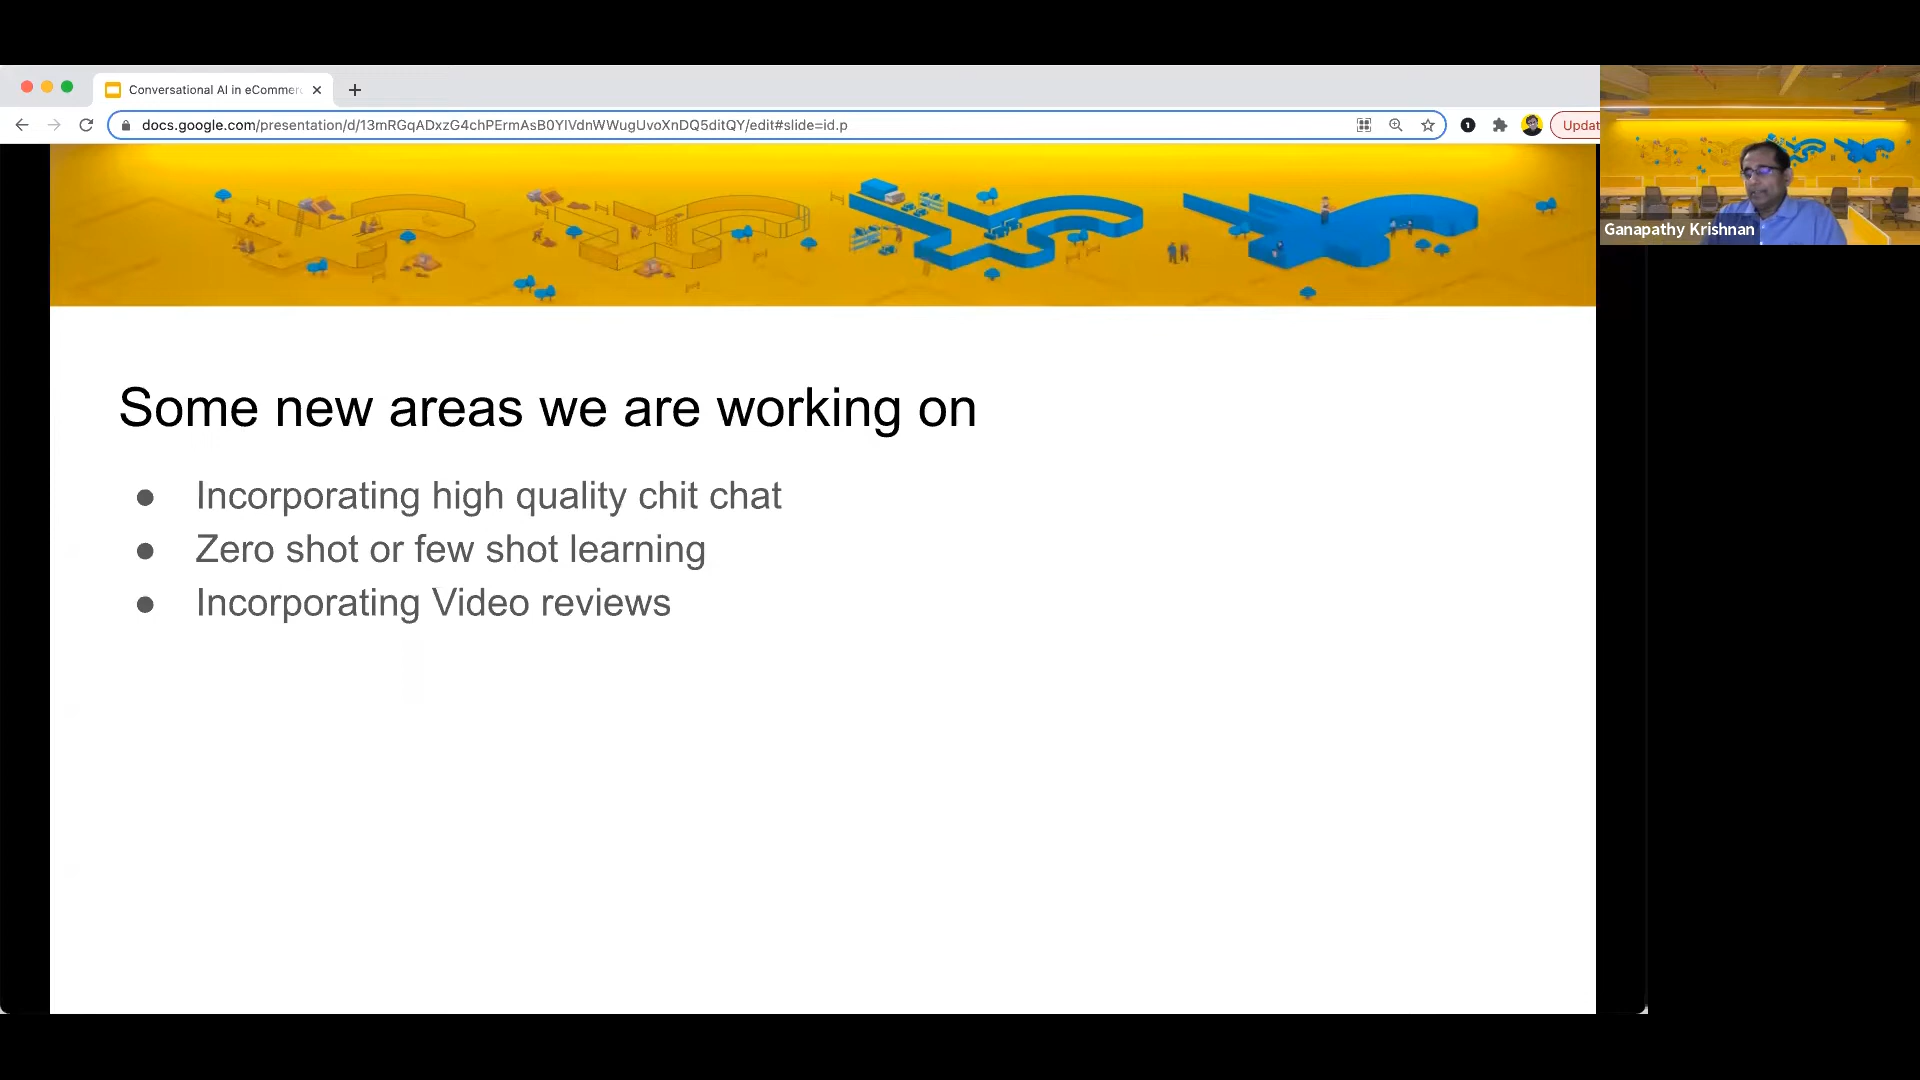 Conversational AI in eCommer
docs.google.com/presentation/d/13mRGqADxzG4chPErmAsB0YIVdnWWugUvoXnDQ5ditQY/edit#slide=id.p
Updat
Ganapathy Krishnan
Some new areas we are working on
● Incorporating high quality chit chat
● Zero shot or few shot learning
● Incorporating Video reviews